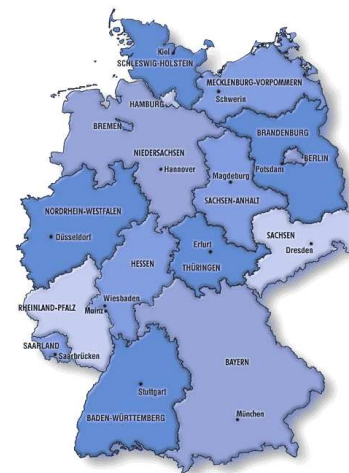 Kiel
SCHLESWIG-HOLSTEIN
MECKLENBURG-VORPOMMERN
Schwerin
HAMBURG
BREMEN
BRANDENBURG
NIEDERSACHSEN
BERLIN
Potsdam
Hannover
Magdeburg
SACHSEN-ANHALT
NORDRHEIN-WESTFALEN
Düsseldorf
SACHSEN
Dresden
Erfurt
THÜRINGEN
HESSEN
Wiesbaden
RHEINLAND-PFALZ
Mainz
SAARLAND
Saarbrücken
BAYERN
Stuttgart
BADEN-WÜRTTEMBERG
München